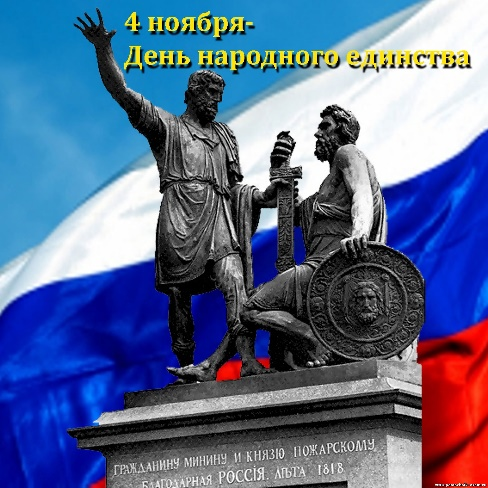 4 ноября-
День народного единства
ГРАЖДАНИНУ МИНИНУ И КНЯЗЮ ПОЖАРСКОМУ
БЛАГОДАРНАЯ РОССІЯ. ЛѢТА 1818